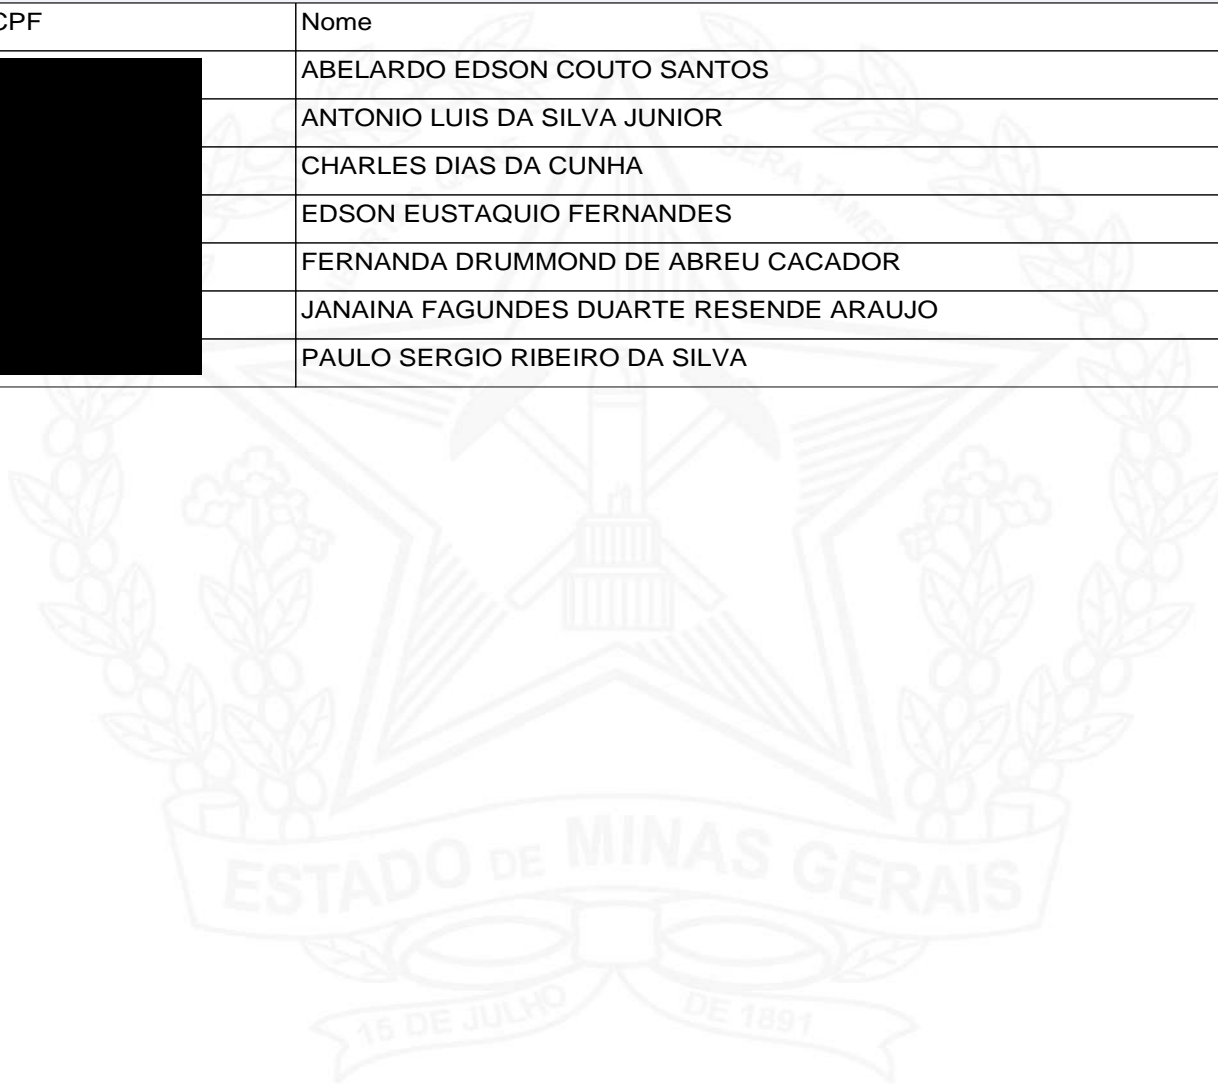 CPF Nome
ABELARDO EDSON COUTO SANTOS
ANTONIO LUIS DA SILVA JUNIOR
CHARLES DIAS DA CUNHA
EDSON EUSTAQUIO FERNANDES
FERNANDA DRUMMOND DE ABREU CACADOR
JANAINA FAGUNDES DUARTE RESENDE ARAUJO
PAULO SERGIO RIBEIRO DA SILVA
SERA TAMEN
ESTADO DE MINAS GERAIS
15 DE JULHO DE 1891